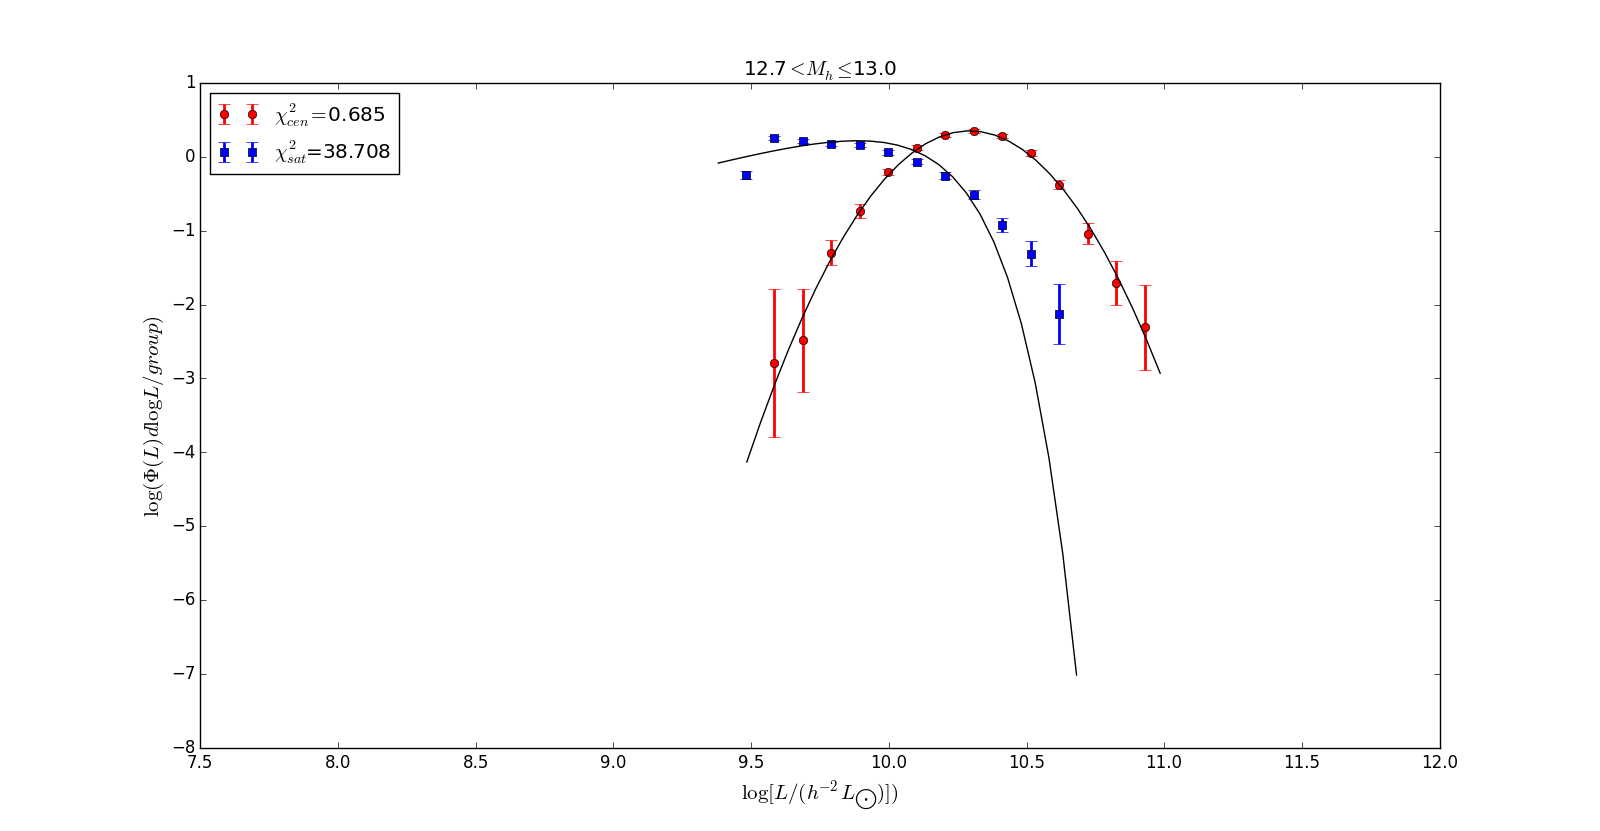 12.7<M_h≤13.0
χ²_cen=0.685
χ²_sat=38.708
1
0
−1
−2
−3
−4
−5
−6
−7
−8
log(Φ(L)dlogL/group)
7.5 8.0 8.5 9.0 9.5 10.0 10.5 11.0 11.5 12.0
log[L/(h⁻²L_⊙)])